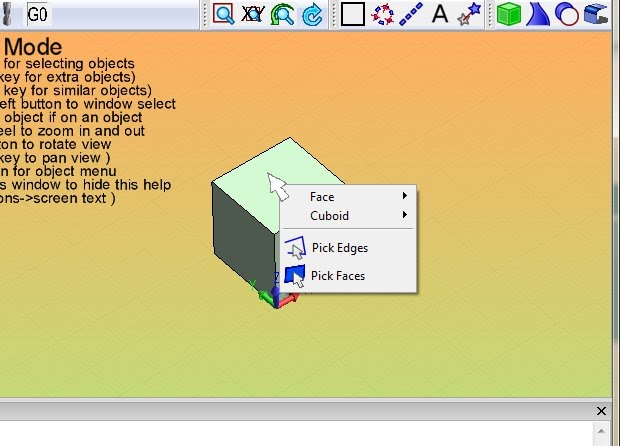 G0
Mode
for selecting objects
key for extra objects)
key for similar objects)
eft button to window select
object if on an object
eel to zoom in and out
ton to rotate view
key to pan view )
n for object menu
s window to hide this help
ons->screen text )
Face
Cuboid
Pick Edges
Pick Faces